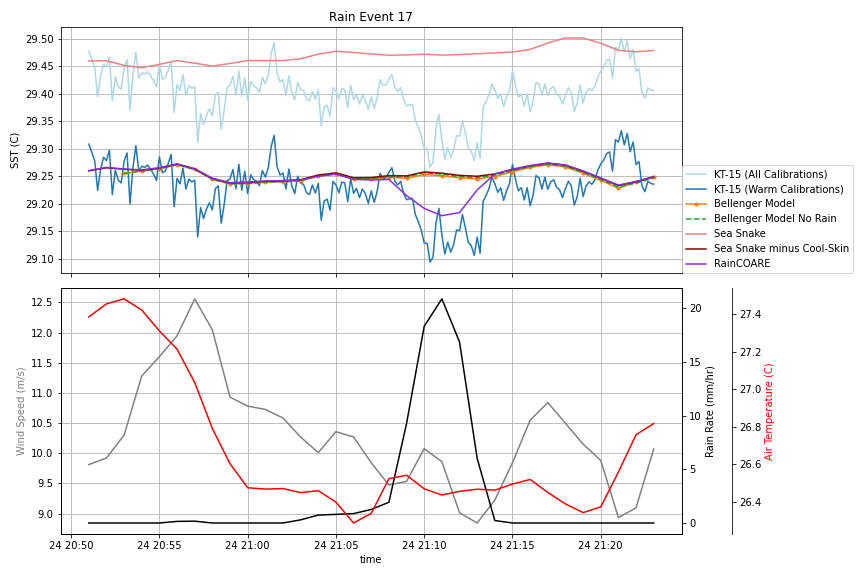 Rain Event 17
SST (C)
29.50
29.45
29.40
29.35
29.30
29.25
29.20
29.15
29.10
KT-15 (All Calibrations)
KT-15 (Warm Calibrations)
Bellenger Model
Bellenger Model No Rain
Sea Snake
Sea Snake minus Cool-Skin
RainCOARE
Wind Speed (m/s)
12.5
12.0
11.5
11.0
10.5
10.0
9.5
9.0
20
15
10
5
0
Rain Rate (mm/hr)
27.4
27.2
27.0
26.8
26.6
26.4
Air Temperature (C)
24 20:50 24 20:55 24 21:00 24 21:05 24 21:10 24 21:15 24 21:20
time